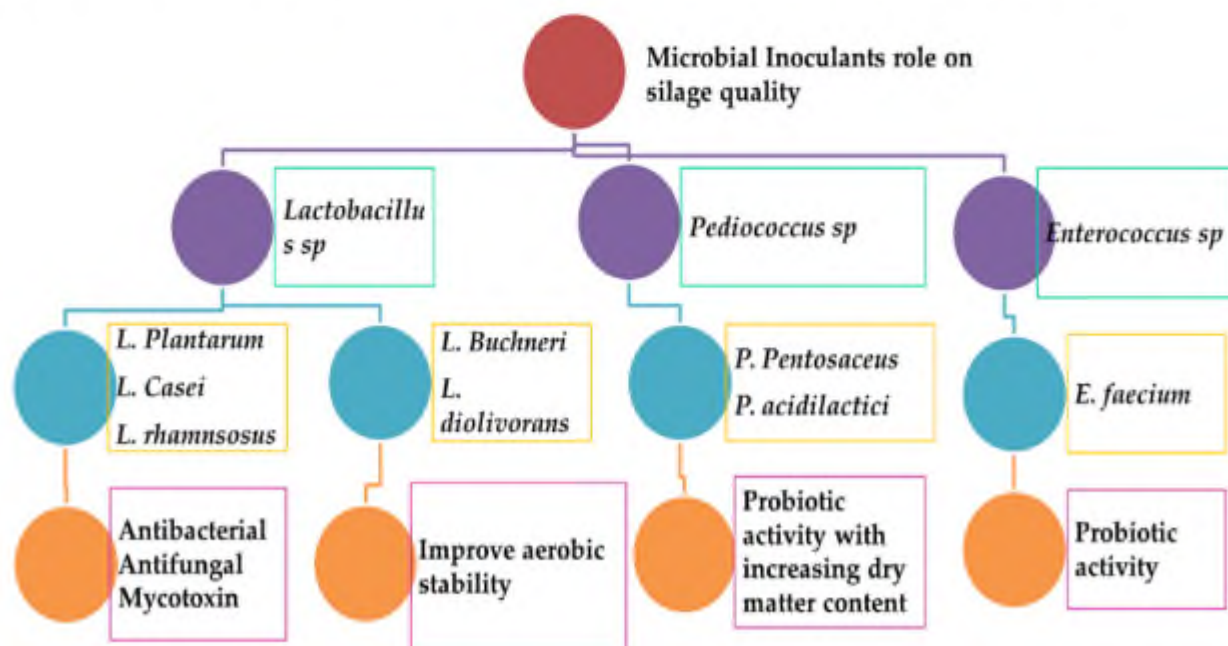 Microbial Inoculants role on
silage quality
Lactobacillu
s sp
Pediococcus sp
Enterococcus sp
L. Plantarum
L. Casei
L. rhamnsosus
L. Buchneri
L.
diolivorans
P. Pentosaceus
P. acidilactici
E. faecium
Antibacterial
Antifungal
Mycotoxin
Improve aerobic
stability
Probiotic
activity with
increasing dry
matter content
Probiotic
activity